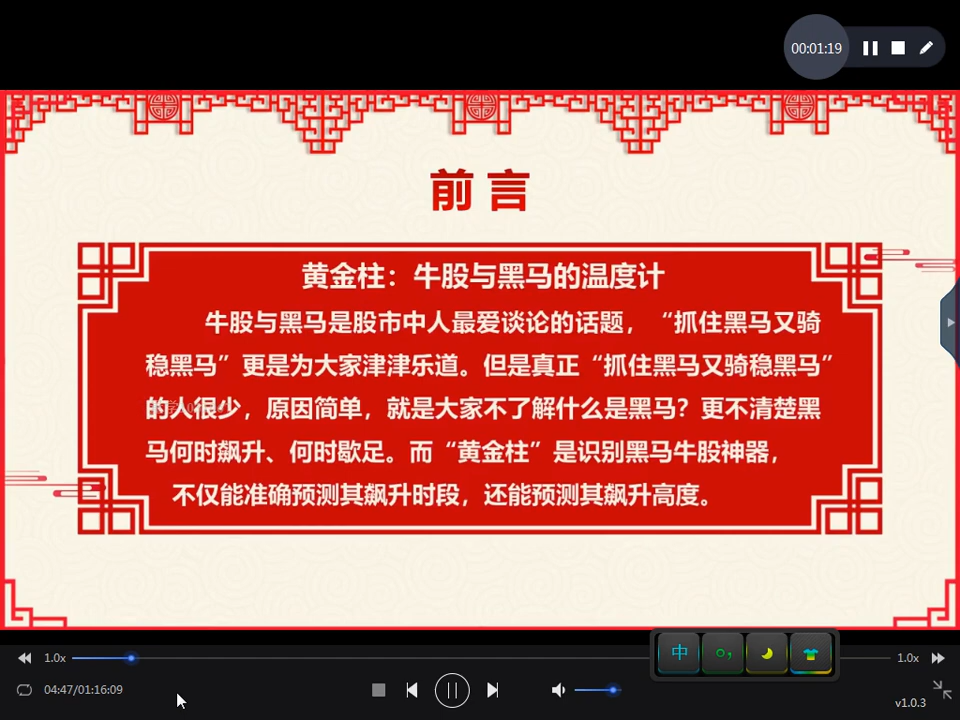 00:01:19
前言
黄金柱：牛股与黑马的温度计
牛股与黑马是股市中人最爱谈论的话题，“抓住黑马又骑
稳黑马”更是为大家津津乐道。但是真正“抓住黑马又骑稳黑马”
的人很少，原因简单，就是大家不了解什么是黑马？更不清楚黑
马何时飙升、何时歇足。而“黄金柱”是识别黑马牛股神器，
不仅能准确预测其飙升时段，还能预测其飙升高度。
1.0x
中
1.0x
04:47/01:16:09
v1.0.3